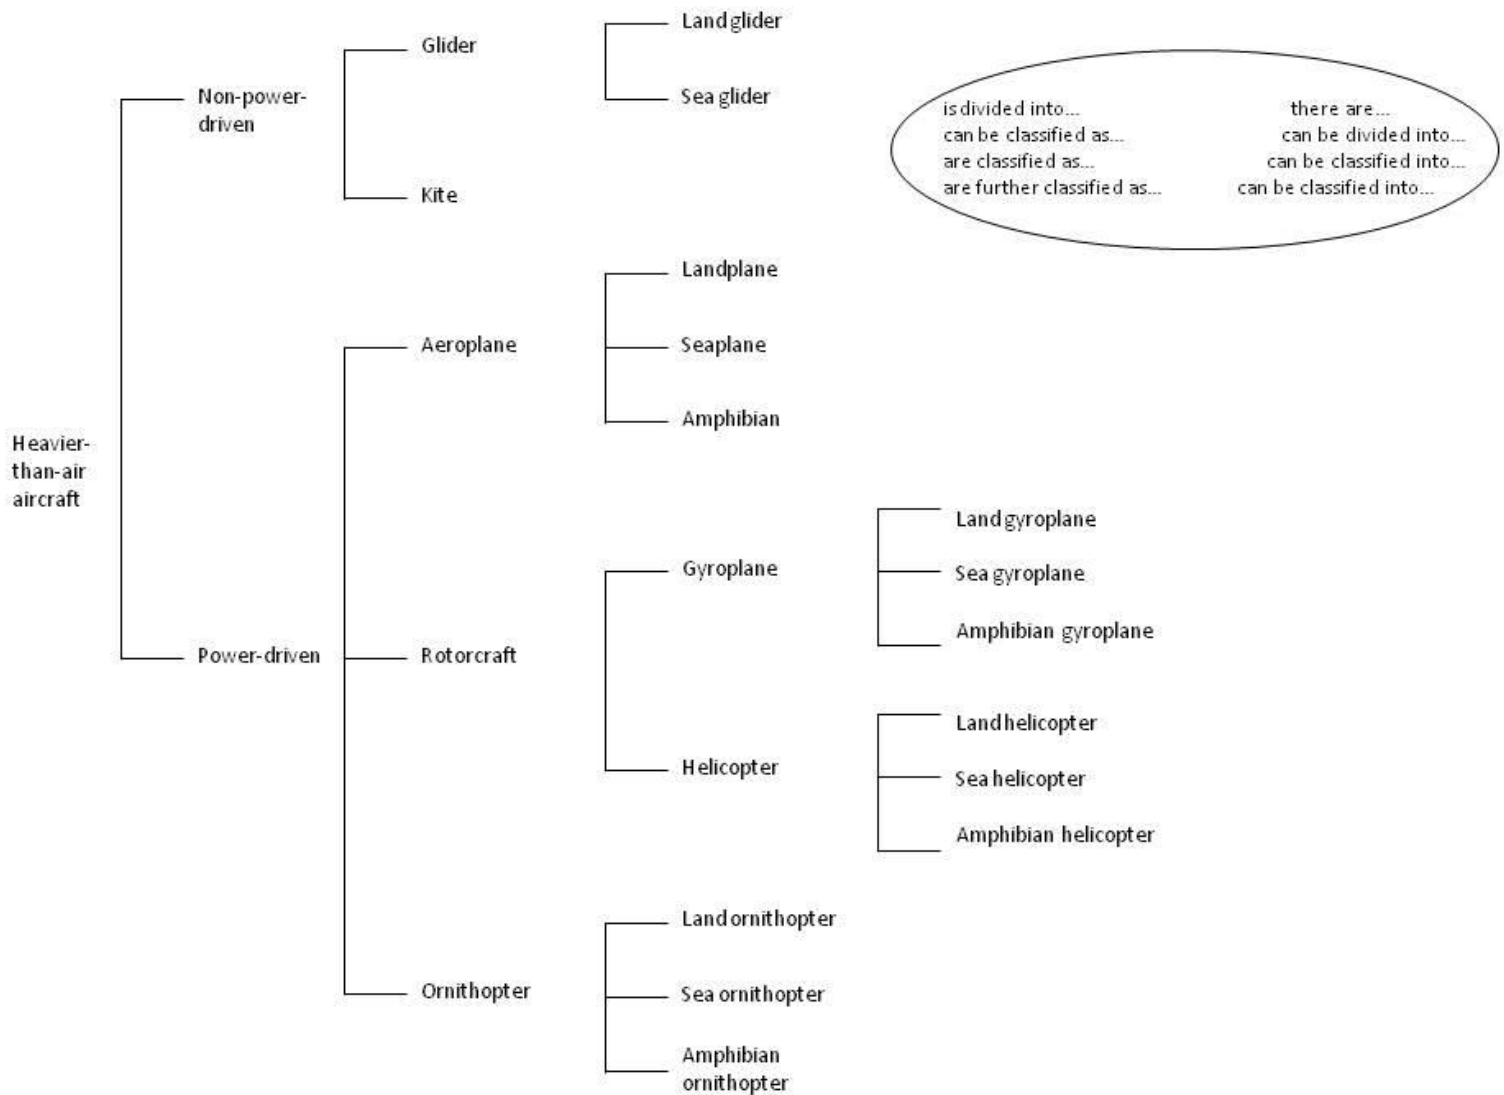 Heavier-
than-air
aircraft
Non-power-
driven
Glider
Land glider
Sea glider
Kite
Power-driven
Aeroplane
Landplane
Seaplane
Amphibian
Rotorcraft
Gyroplane
Land gyroplane
Sea gyroplane
Amphibian gyroplane
Helicopter
Land helicopter
Sea helicopter
Amphibian helicopter
Ornithopter
Land ornithopter
Sea ornithopter
Amphibian
ornithopter
is divided into... there are...
can be classified as... can be divided into...
are classified as... can be classified into...
are further classified as... can be classified into...